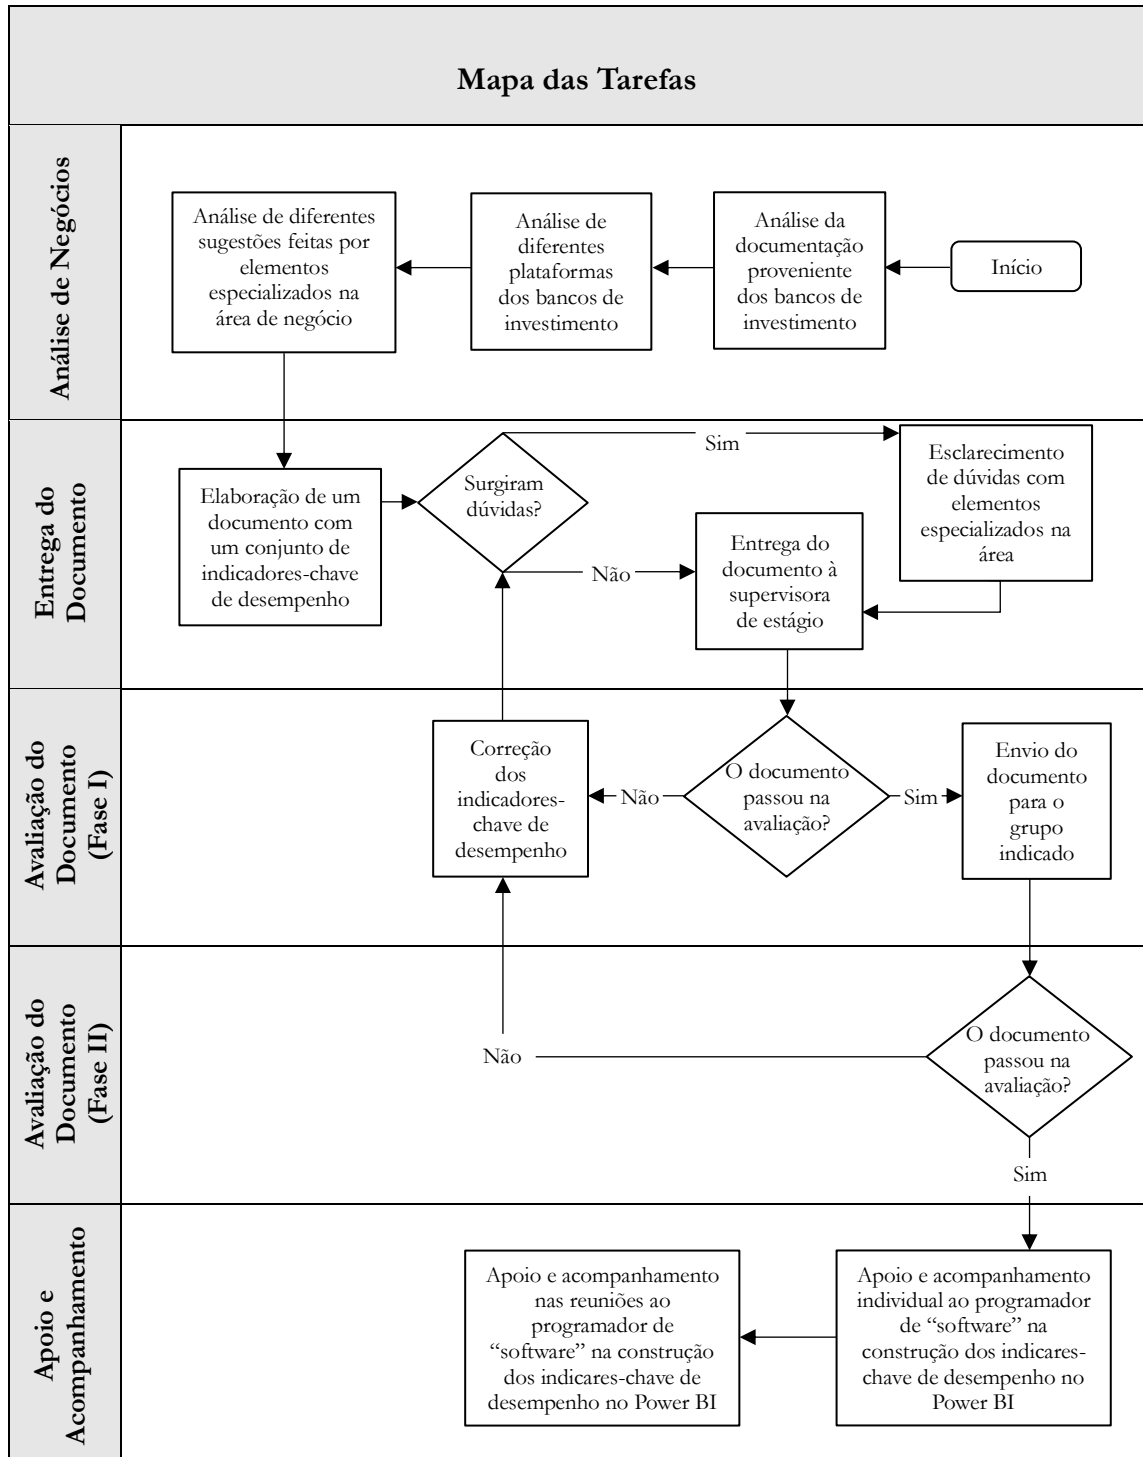 Mapa das Tarefas
Análise de Negócios
Análise de diferentes
sugestões feitas por
elementos
especializados na
área de negócio
Análise de
diferentes
plataformas
dos bancos de
investimento
Análise da
documentação
proveniente
dos bancos de
investimento
Início
Entrega do
Documento
Elaboração de um
documento com
um conjunto de
indicadores-chave
de desempenho
Surgiram
dúvidas?
Sim
Não
Entrega do
documento à
supervisora
de estágio
Esclarecimento
de dúvidas com
elementos
especializados na
área
Avaliação do
Documento
(Fase I)
Correção
dos
indicadores-
chave de
desempenho
Não
O documento
passou na
avaliação?
Sim
Envio do
documento
para o
grupo
indicado
Avaliação do
Documento
(Fase II)
Não
O documento
passou na
avaliação?
Sim
Apoio e
Acompanhamento
Apoio e acompanhamento
nas reuniões ao
programador de
“software” na construção
dos indicares-chave de
desempenho no Power BI
Apoio e acompanhamento
individual ao programador
de “software” na
construção dos indicares-
chave de desempenho no
Power BI